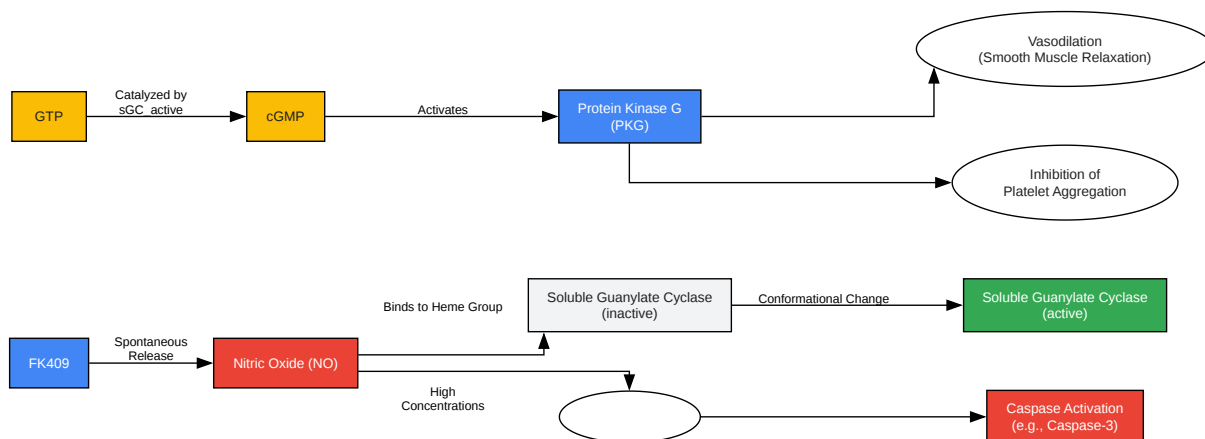 Vasodilation
(Smooth Muscle Relaxation)
Catalyzed by
sGC_active
GTP
cGMP
Activates
Protein Kinase G
(PKG)
Inhibition of
Platelet Aggregation
Binds to Heme Group
Soluble Guanylate Cyclase
(inactive)
Conformational Change
Soluble Guanylate Cyclase
(active)
FK409
Spontaneous
Release
Nitric Oxide (NO)
High
Concentrations
Caspase Activation
(e.g., Caspase-3)